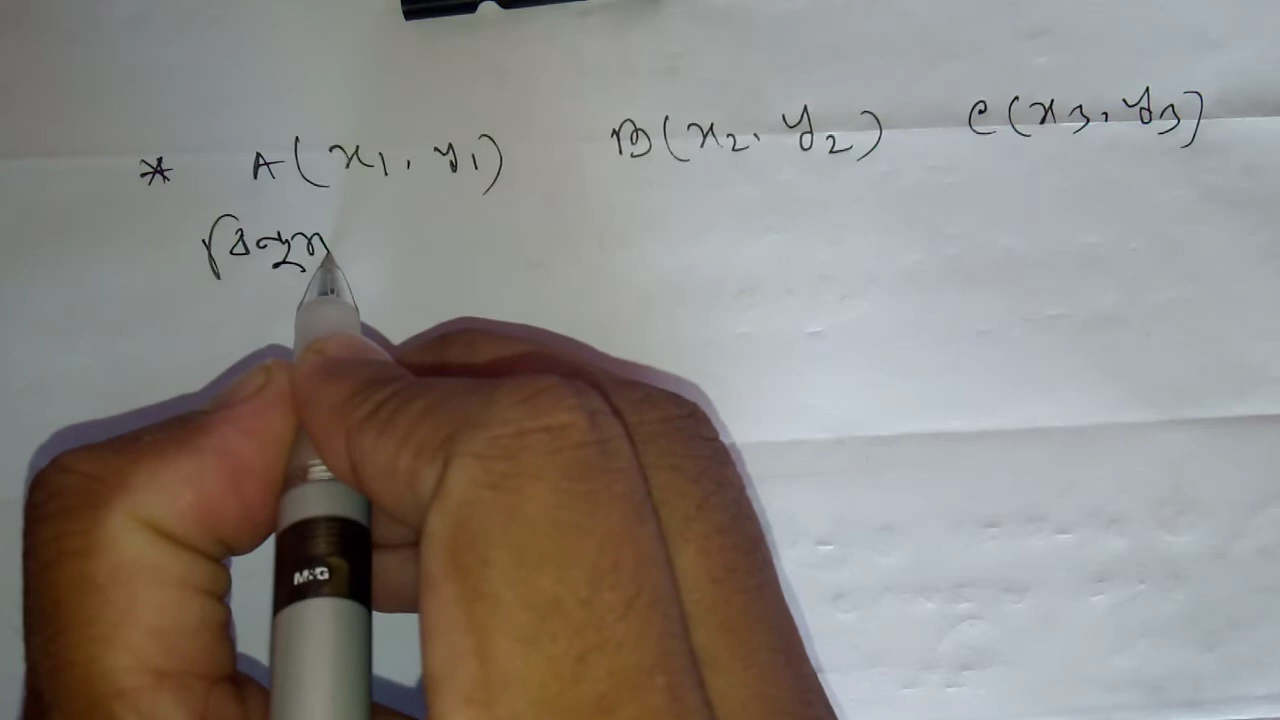 * A(x₁, y₁) B(x₂, y₂) C(x₃, y₃)
M&G